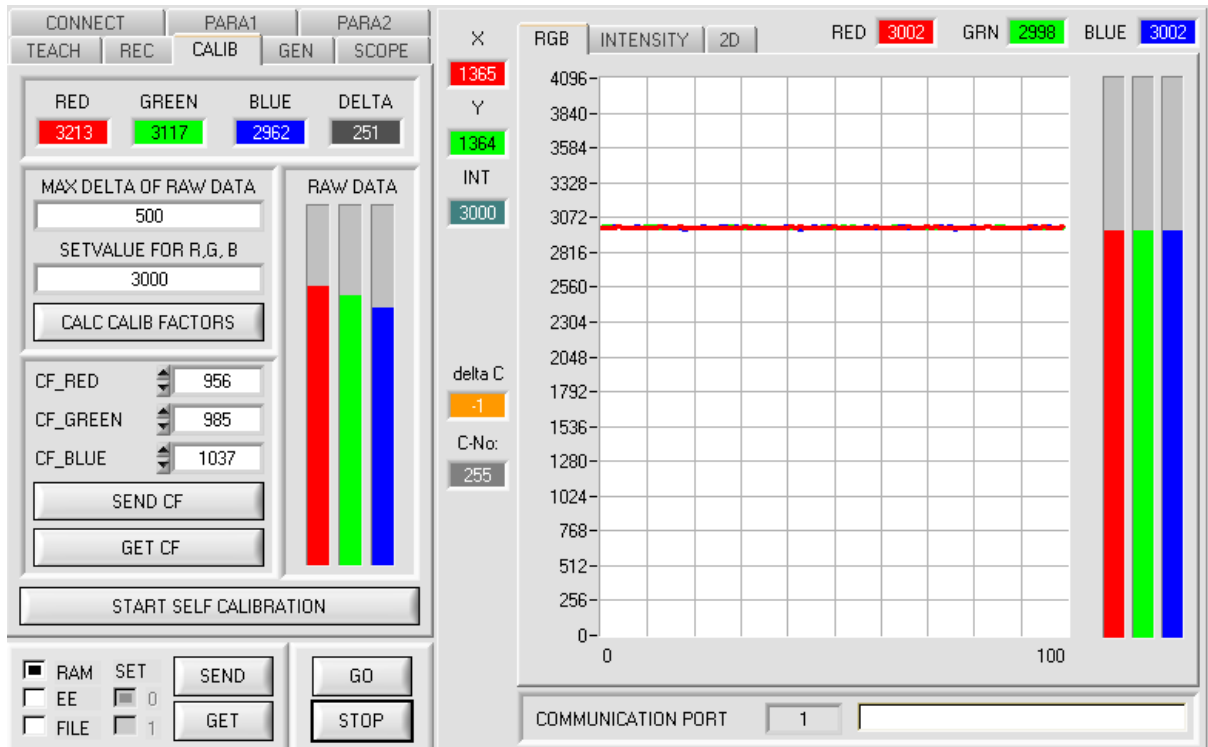 CONNECT PARA1 PARA2
TEACH REC CALIB GEN SCOPE
RED GREEN BLUE DELTA
3213 3117 2962 251
MAX DELTA OF RAW DATA
500
SETVALUE FOR R,G, B
3000
CALC CALIB FACTORS
RAW DATA
CF_RED 956
CF_GREEN 985
CF_BLUE 1037
SEND CF
GET CF
START SELF CALIBRATION
RAM SET
EE 0
FILE 1
SEND
GET
GO
STOP
X
1365
Y
1364
INT
3000
delta C
-1
C-No:
255
RGB INTENSITY 2D
RED 3002 GRN 2998 BLUE 3002
4096
3840
3584
3328
3072
2816
2560
2304
2048
1792
1536
1280
1024
768
512
256
0
0 100
COMMUNICATION PORT 1